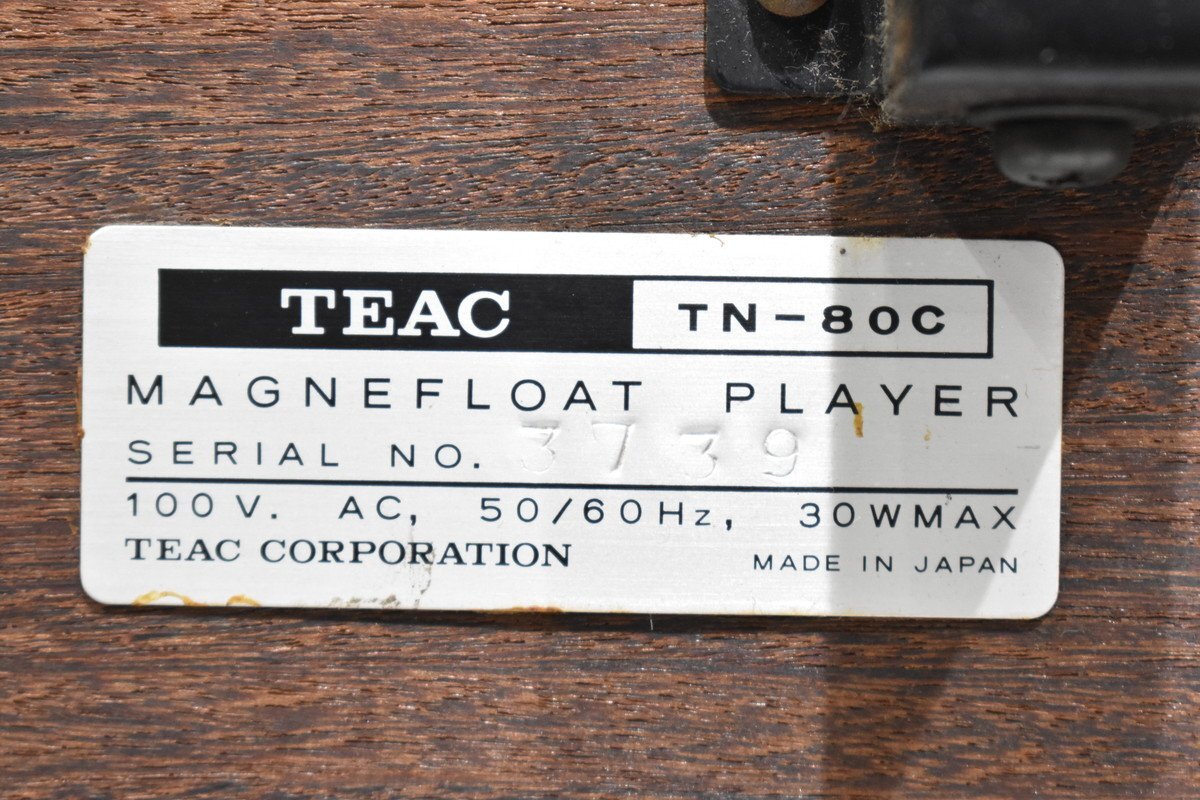 TEAC TN-80C
MAGNEFLOAT PLAYER
SERIAL NO. 3739
100V. AC, 50/60Hz, 30WMAX
TEAC CORPORATION MADE IN JAPAN